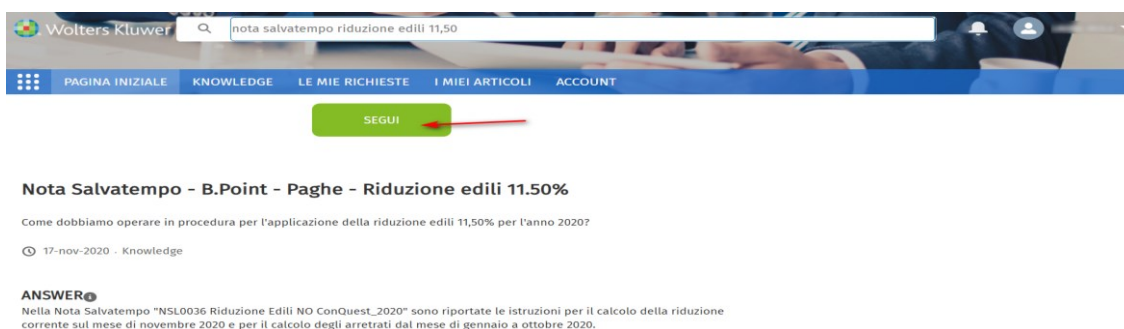 Wolters Kluwer
nota salvatempo riduzione edili 11,50
PAGINA INIZIALE KNOWLEDGE LE MIE RICHIESTE I MIEI ARTICOLI ACCOUNT
SEGUI
Nota Salvatempo - B.Point - Paghe - Riduzione edili 11.50%
Come dobbiamo operare in procedura per l'applicazione della riduzione edili 11,50% per l'anno 2020?
17-nov-2020 - Knowledge
ANSWER
Nella Nota Salvatempo "NSL0036 Riduzione Edili NO ConQuest_2020" sono riportate le istruzioni per il calcolo della riduzione
corrente sul mese di novembre 2020 e per il calcolo degli arretrati dal mese di gennaio a ottobre 2020.